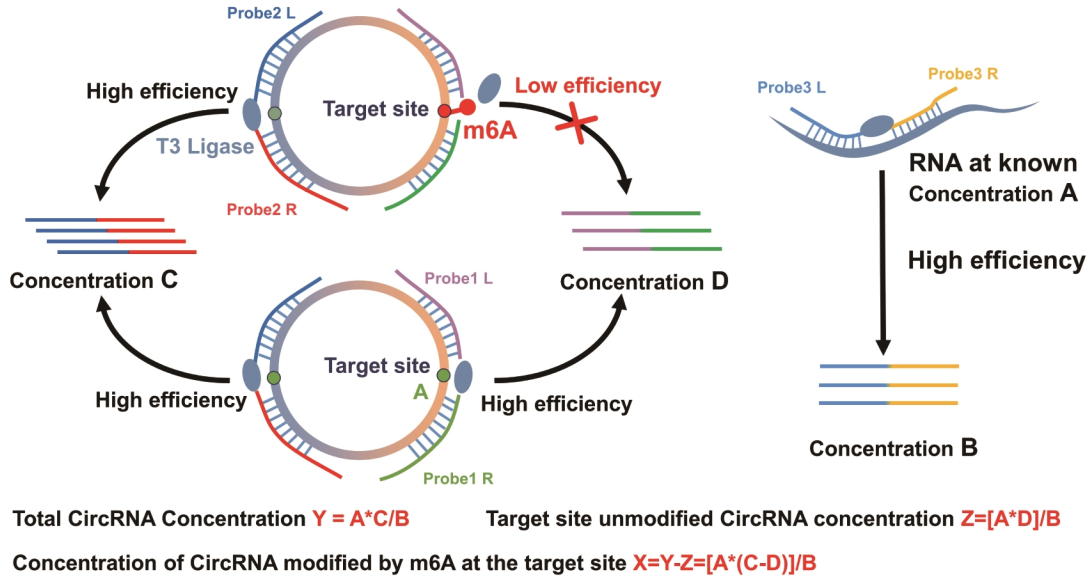 Probe2 L
High efficiency
Target site
m6A
Low efficiency
T3 Ligase
Probe2 R
Concentration C
Probe3 L
Probe3 R
RNA at known
Concentration A
High efficiency
Concentration B
Probe1 L
Concentration D
Target site
A
High efficiency
High efficiency
Probe1 R
Total CircRNA Concentration Y = A*C/B
Target site unmodified CircRNA concentration Z=[A*D]/B
Concentration of CircRNA modified by m6A at the target site X=Y-Z=[A*(C-D)]/B